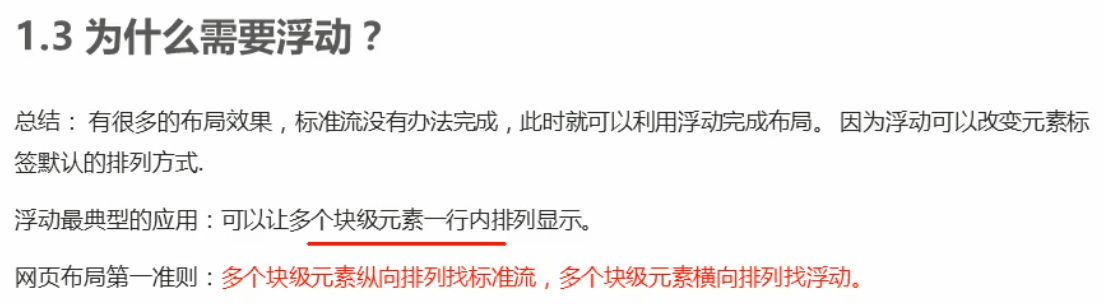 1.3 为什么需要浮动？
总结： 有很多的布局效果，标准流没有办法完成，此时就可以利用浮动完成布局。 因为浮动可以改变元素标
签默认的排列方式.
浮动最典型的应用：可以让多个块级元素一行内排列显示。
网页布局第一准则：多个块级元素纵向排列找标准流，多个块级元素横向排列找浮动。